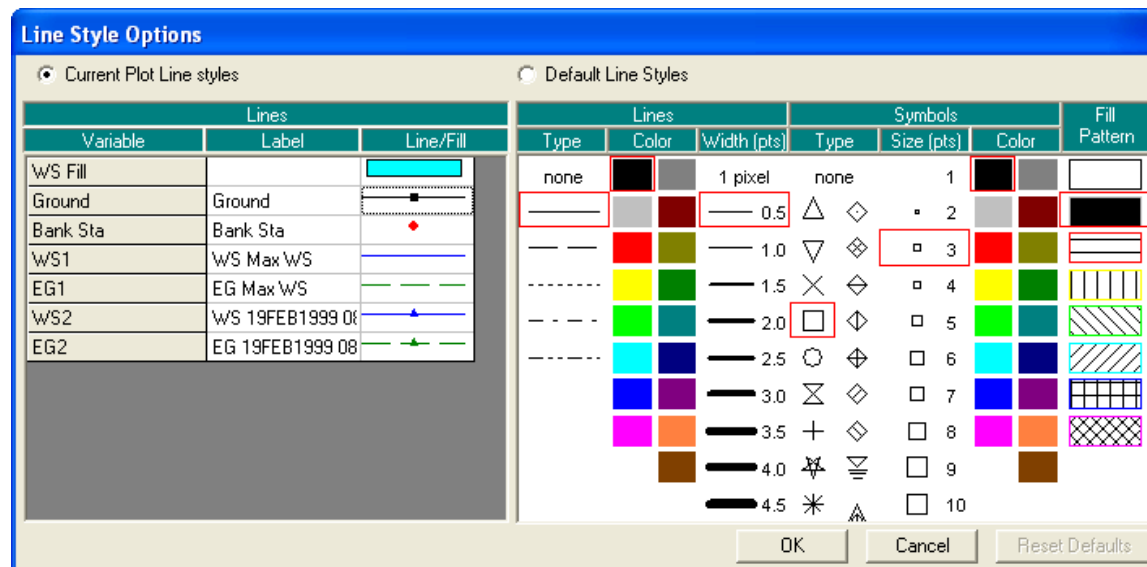 Line Style Options
Current Plot Line styles
Default Line Styles
Lines
Variable Label Line/Fill
WS Fill
Ground Ground
Bank Sta Bank Sta
WS1 WS Max WS
EG1 EG Max WS
WS2 WS 19FEB1999
EG2 EG 19FEB1999 08
Lines Symbols Fill Pattern
Type Color Width (pts) Type Size (pts) Color
none 1 pixel none 1
0.5 2
1.0 3
1.5 4
2.0 5
2.5 6
3.0 7
3.5 8
4.0 9
4.5 10
OK Cancel Reset Defaults